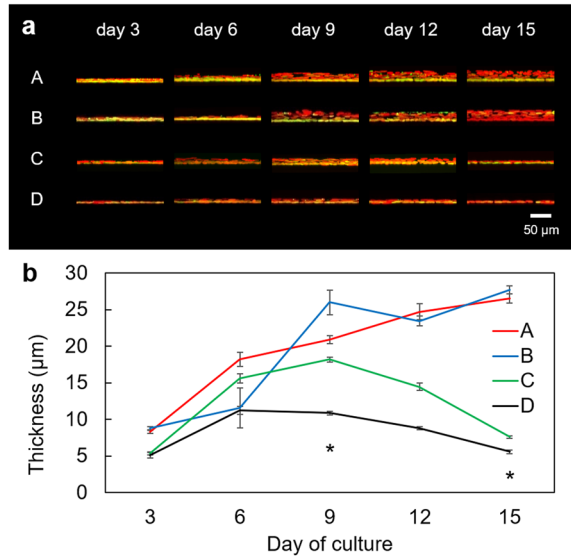 a
day 3 day 6 day 9 day 12 day 15
A
B
C
D
50 µm
b
30
25
20
15
10
5
0
Thickness (µm)
A
B
C
D
*
*
3 6 9 12 15
Day of culture